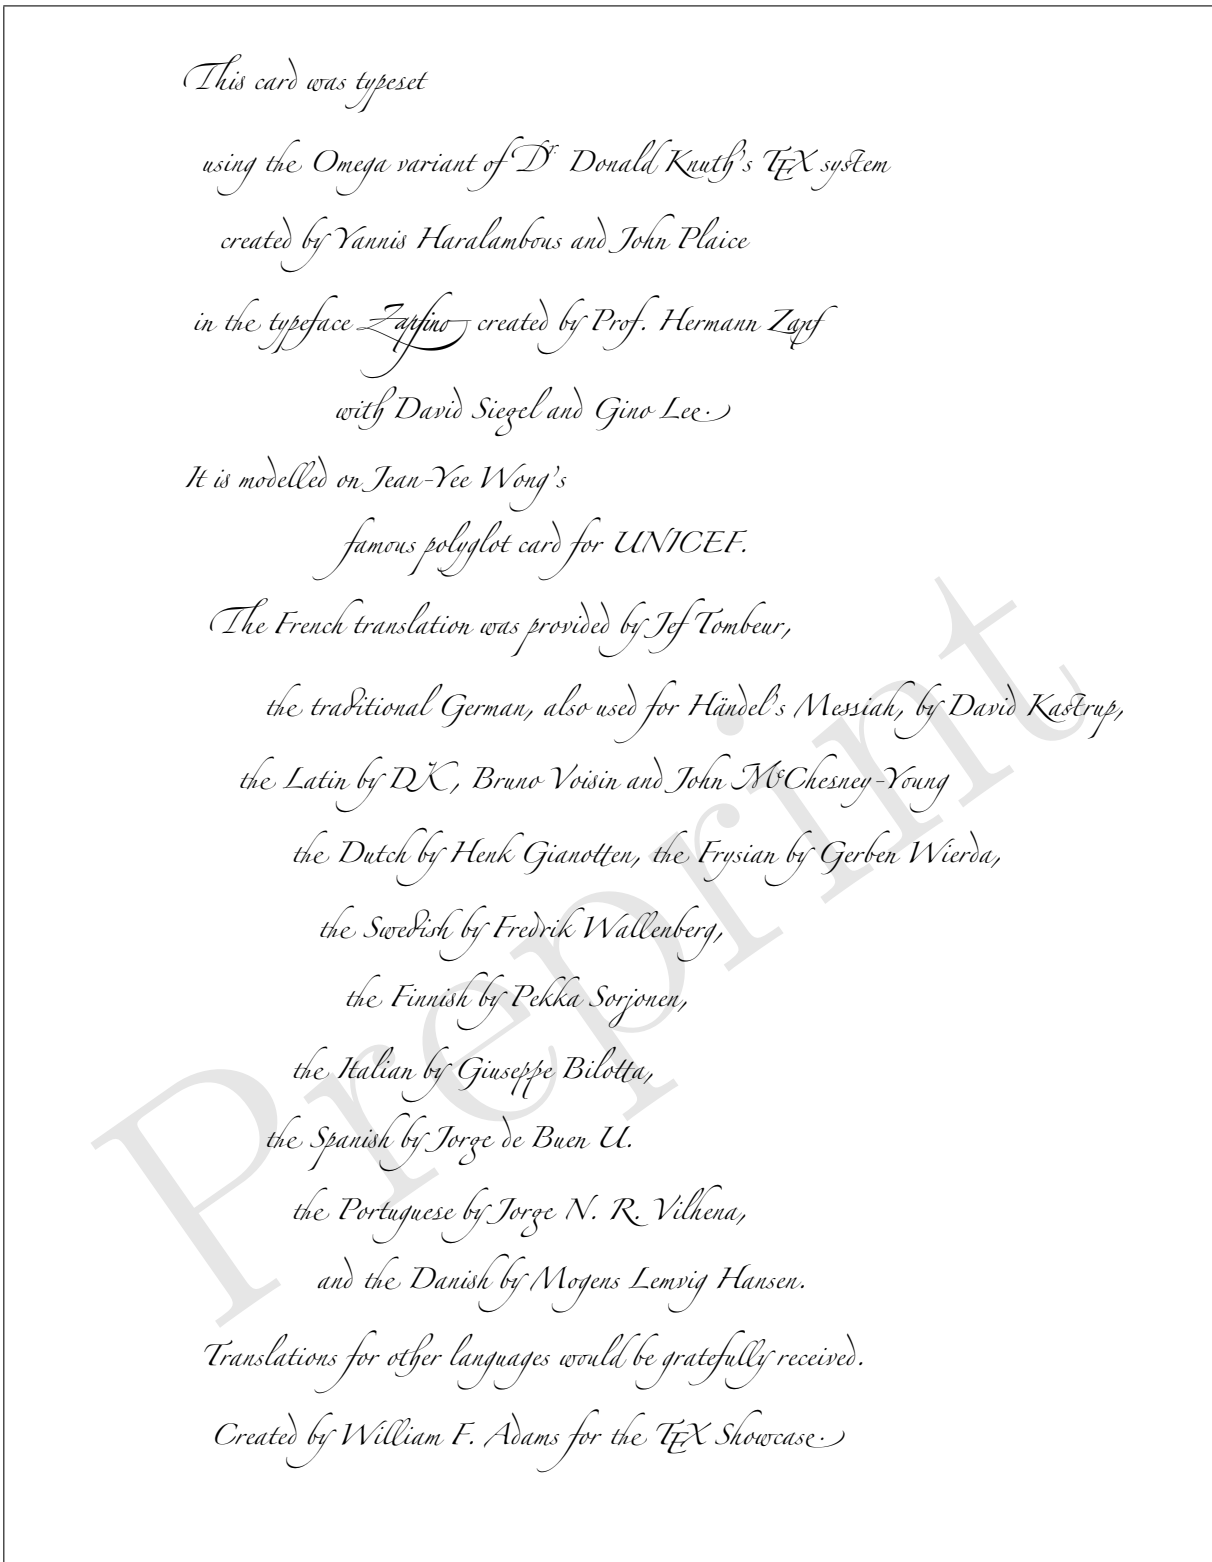 This card was typeset
using the Omega variant of Dr. Donald Knuth's TEX system
created by Yannis Haralambous and John Plaice
in the typeface Zapfino created by Prof. Hermann Zapf
with David Siegel and Gino Lee.
It is modelled on Jean-Yee Wong's
famous polyglot card for UNICEF.
The French translation was provided by Jef Tombeur,
the traditional German, also used for Händel's Messiah, by David Kastrup,
the Latin by DK, Bruno Voisin and John McChesney-Young
the Dutch by Henk Gianotten, the Frysian by Gerben Wierda,
the Swedish by Fredrik Wallenberg,
the Finnish by Pekka Sorjonen,
the Italian by Giuseppe Bilotta,
the Spanish by Jorge de Buen U.
the Portuguese by Jorge N. R. Vilhena,
and the Danish by Mogens Lemvig Hansen.
Translations for other languages would be gratefully received.
Created by William F. Adams for the TEX Showcase.
Preprint